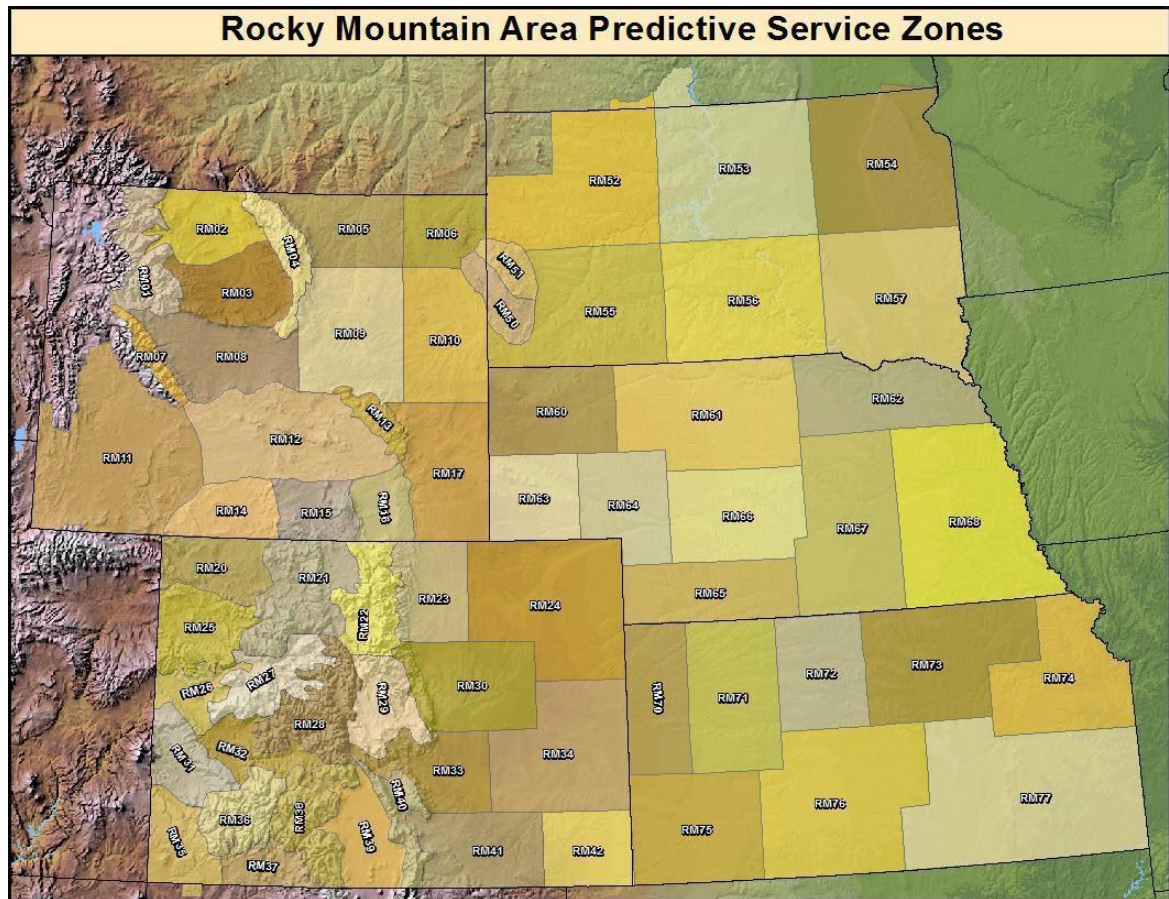 Rocky Mountain Area Predictive Service Zones
RM54
RM53
RM52
RM02
RM05
RM06
RM04
RM51
RM01
RM03
RM57
RM56
RM50
RM55
RM09
RM10
RM07
RM08
RM62
RM60
RM61
RM13
RM12
RM11
RM17
RM63
RM64
RM66
RM67
RM68
RM14
RM15
RM16
RM20
RM21
RM65
RM23
RM24
RM22
RM25
RM27
RM26
RM30
RM29
RM70
RM71
RM72
RM73
RM74
RM28
RM32
RM31
RM34
RM33
RM40
RM77
RM76
RM36
RM38
RM75
RM35
RM39
RM41
RM42
RM37